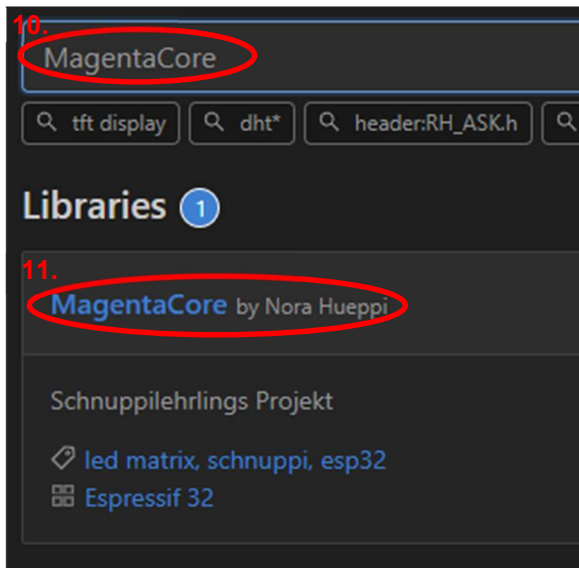 10.
MagentaCore
tft display dht* header:RH_ASK.h
Libraries 1
11.
MagentaCore by Nora Hueppi
Schnuppilehrlings Projekt
led matrix, schnuppi, esp32
Espressif 32